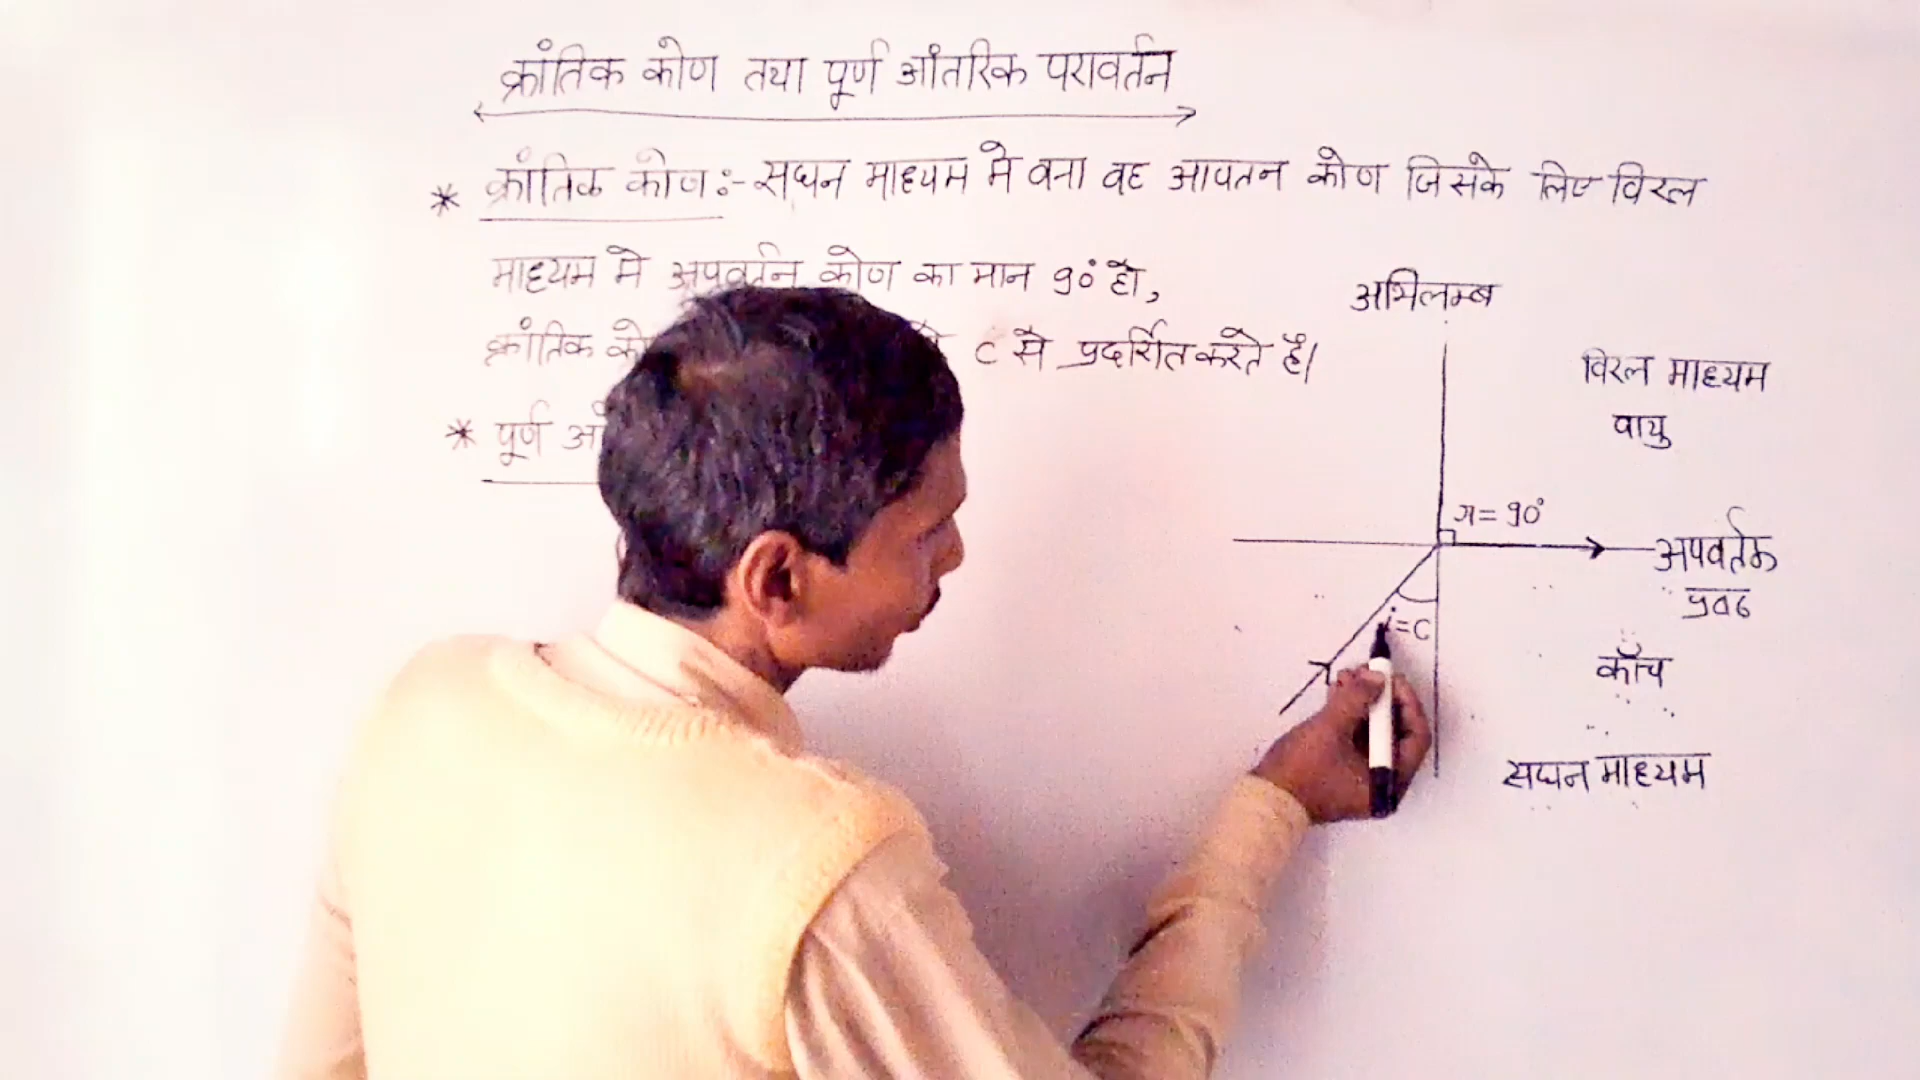 क्रांतिक कोण तथा पूर्ण आंतरिक परावर्तन
* क्रांतिक कोण :- सघन माध्यम मे बना वह आपतन कोण जिसके लिए विरल
माध्यम मे अपवर्तन कोण का मान 90° हो,
क्रांतिक को C से प्रदर्शित करते है।
* पूर्ण आं
अभिलम्ब
विरल माध्यम
वायु
r = 90°
अपवर्तक
पृष्ठ
i = C
काँच
सघन माध्यम